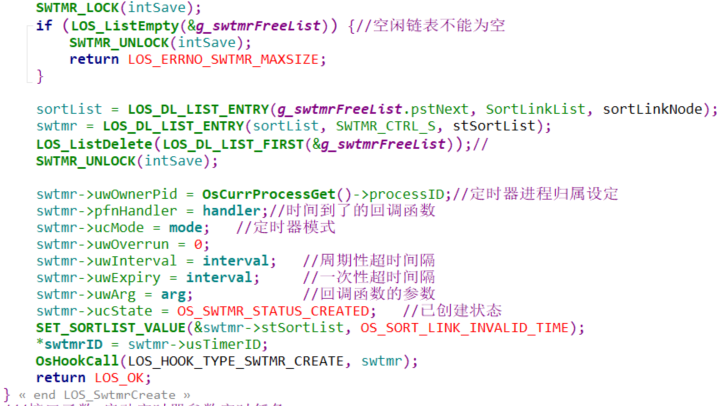 SWTMR_LOCK(intSave);
if (LOS_ListEmpty(&g_swtmrFreeList)) {//空闲链表不能为空
SWTMR_UNLOCK(intSave);
return LOS_ERRNO_SWTMR_MAXSIZE;
}
sortList = LOS_DL_LIST_ENTRY(g_swtmrFreeList.pstNext, SortLinkList, sortLinkNode);
swtmr = LOS_DL_LIST_ENTRY(sortList, SWTMR_CTRL_S, stSortList);
LOS_ListDelete(LOS_DL_LIST_FIRST(&g_swtmrFreeList));//
SWTMR_UNLOCK(intSave);
swtmr->uwOwnerPid = OsCurrProcessGet()->processID;//定时器进程归属设定
swtmr->pfnHandler = handler;//时间到了的回调函数
swtmr->ucMode = mode; //定时器模式
swtmr->uwOverrun = 0;
swtmr->uwInterval = interval; //周期性超时间隔
swtmr->uwExpiry = interval; //一次性超时间隔
swtmr->uwArg = arg; //回调函数的参数
swtmr->ucState = OS_SWTMR_STATUS_CREATED; //已创建状态
SET_SORTLIST_VALUE(&swtmr->stSortList, OS_SORT_LINK_INVALID_TIME);
*swtmrID = swtmr->usTimerID;
OsHookCall(LOS_HOOK_TYPE_SWTMR_CREATE, swtmr);
return LOS_OK;
} « end LOS_SwtmrCreate »